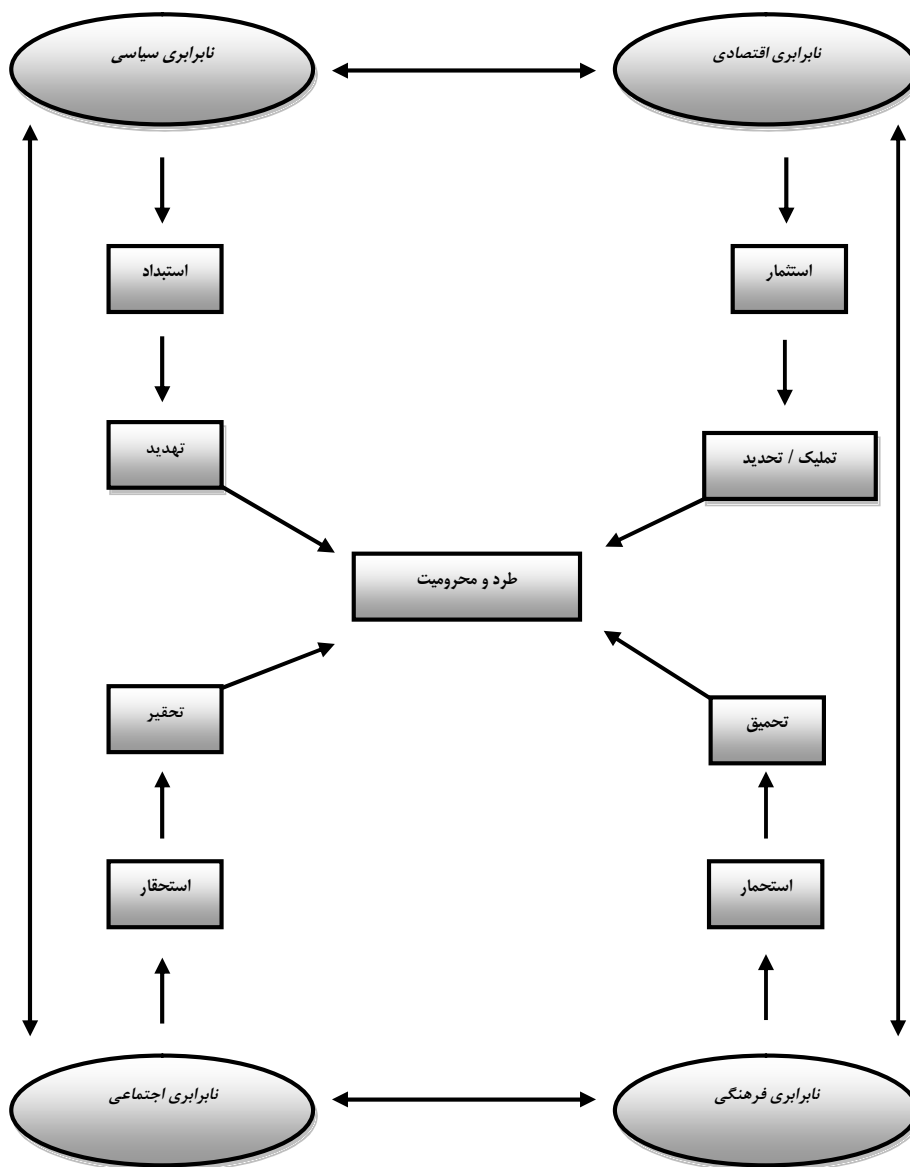 نابرابری اقتصادی
نابرابری سیاسی
استثمار
استبداد
تملیک / تحدید
تهدید
طرد و محرومیت
تحمیق
تحقیر
استحمار
استحقار
نابرابری فرهنگی
نابرابری اجتماعی